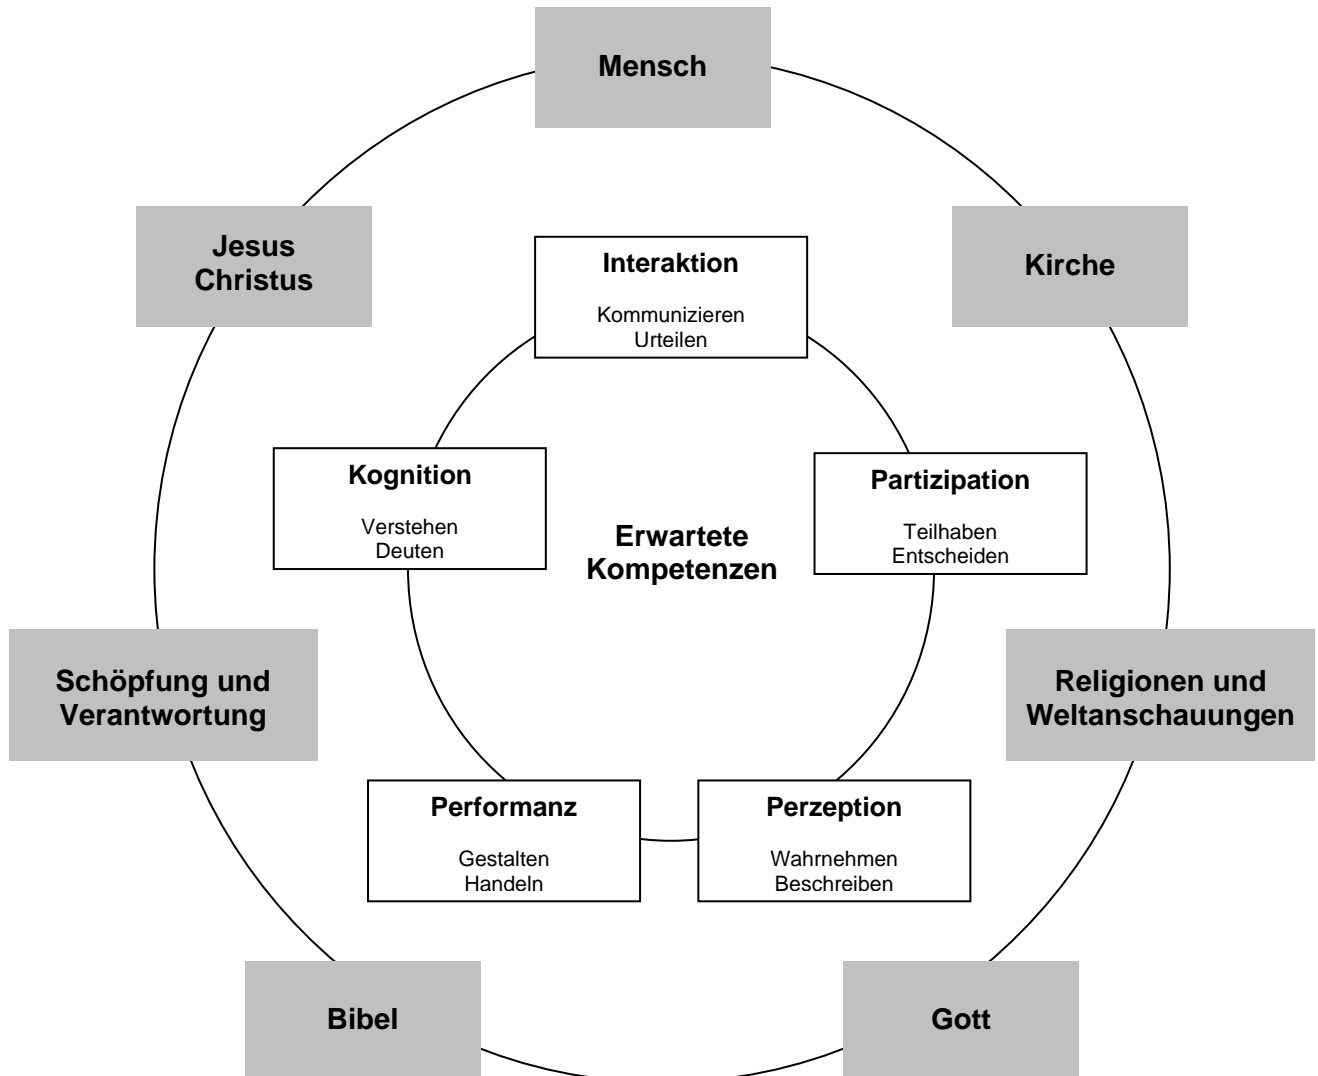 Mensch
Jesus
Christus
Kirche
Interaktion
Kommunizieren
Urteilen
Kognition
Verstehen
Deuten
Partizipation
Teilhaben
Entscheiden
Erwartete
Kompetenzen
Schöpfung und
Verantwortung
Religionen und
Weltanschauungen
Performanz
Gestalten
Handeln
Perzeption
Wahrnehmen
Beschreiben
Bibel
Gott